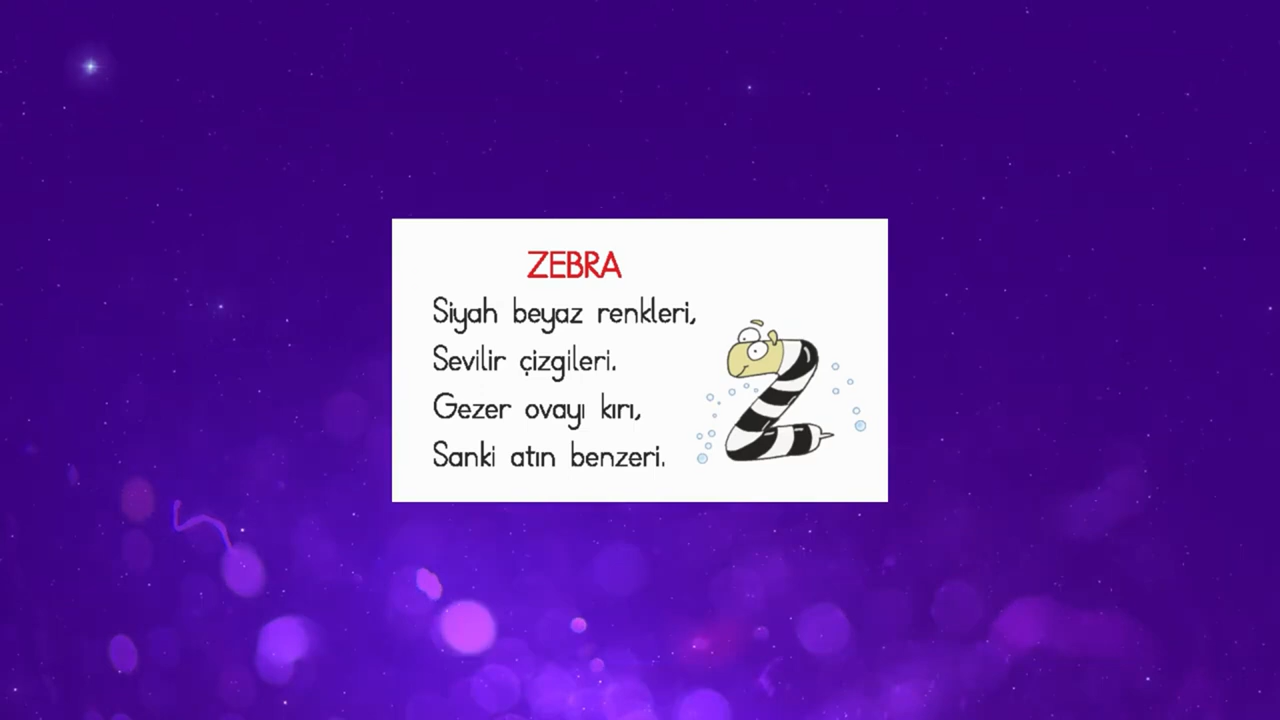 ZEBRA
Siyah beyaz renkleri,
Sevilir çizgileri.
Gezer ovayı kırı,
Sanki atın benzeri.